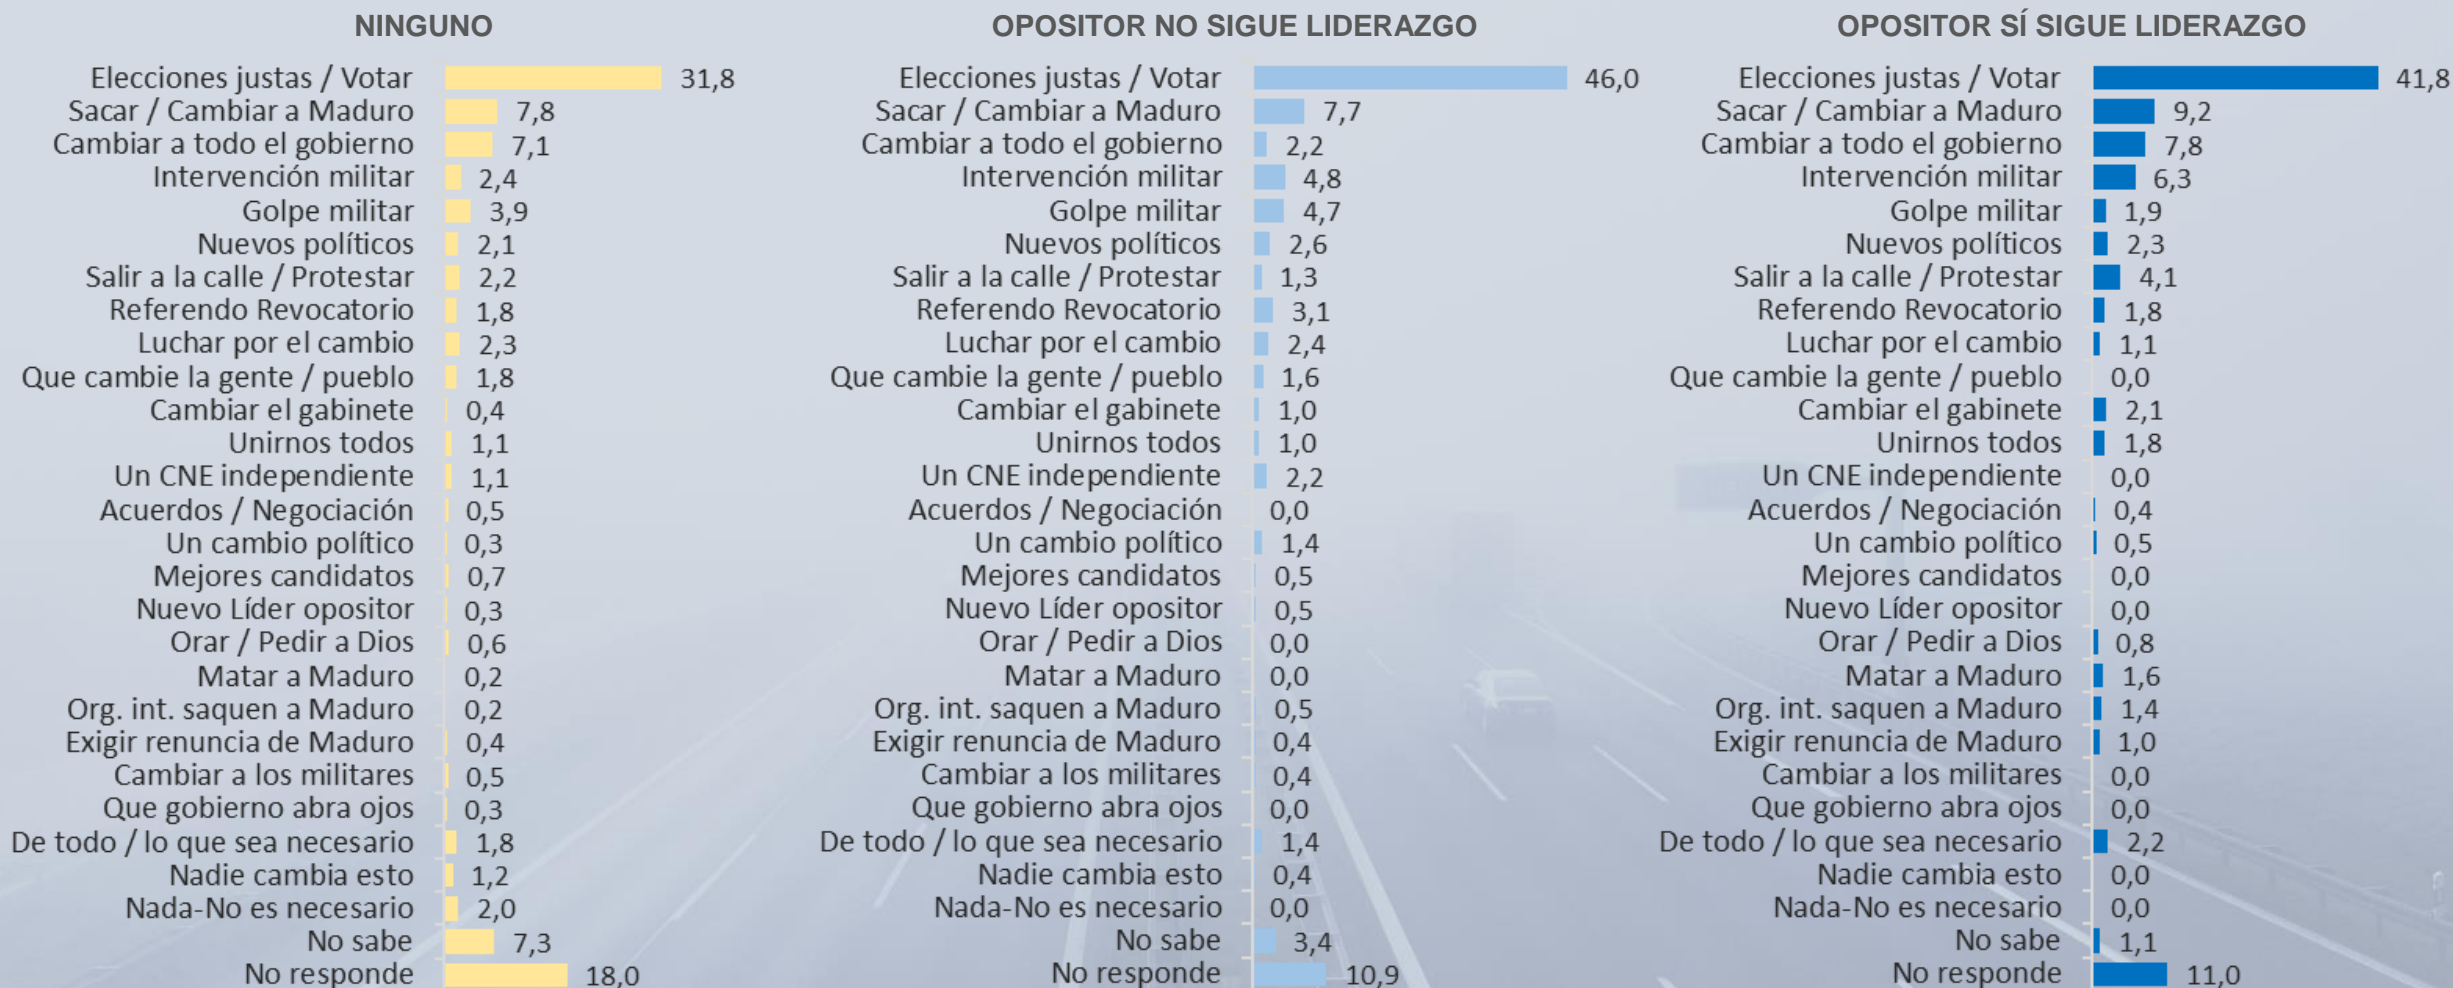 NINGUNO
Elecciones justas / Votar 31,8
Sacar / Cambiar a Maduro 7,8
Cambiar a todo el gobierno 7,1
Intervención militar 2,4
Golpe militar 3,9
Nuevos políticos 2,1
Salir a la calle / Protestar 2,2
Referendo Revocatorio 1,8
Luchar por el cambio 2,3
Que cambie la gente / pueblo 1,8
Cambiar el gabinete 0,4
Unirnos todos 1,1
Un CNE independiente 1,1
Acuerdos / Negociación 0,5
Un cambio político 0,3
Mejores candidatos 0,7
Nuevo Líder opositor 0,3
Orar / Pedir a Dios 0,6
Matar a Maduro 0,2
Org. int. saquen a Maduro 0,2
Exigir renuncia de Maduro 0,4
Cambiar a los militares 0,5
Que gobierno abra ojos 0,3
De todo / lo que sea necesario 1,8
Nadie cambia esto 1,2
Nada-No es necesario 2,0
No sabe 7,3
No responde 18,0
OPOSITOR NO SIGUE LIDERAZGO
Elecciones justas / Votar 46,0
Sacar / Cambiar a Maduro 7,7
Cambiar a todo el gobierno 2,2
Intervención militar 4,8
Golpe militar 4,7
Nuevos políticos 2,6
Salir a la calle / Protestar 1,3
Referendo Revocatorio 3,1
Luchar por el cambio 2,4
Que cambie la gente / pueblo 1,6
Cambiar el gabinete 1,0
Unirnos todos 1,0
Un CNE independiente 2,2
Acuerdos / Negociación 0,0
Un cambio político 1,4
Mejores candidatos 0,5
Nuevo Líder opositor 0,5
Orar / Pedir a Dios 0,0
Matar a Maduro 0,0
Org. int. saquen a Maduro 0,5
Exigir renuncia de Maduro 0,4
Cambiar a los militares 0,4
Que gobierno abra ojos 0,0
De todo / lo que sea necesario 1,4
Nadie cambia esto 0,4
Nada-No es necesario 0,0
No sabe 3,4
No responde 10,9
OPOSITOR SÍ SIGUE LIDERAZGO
Elecciones justas / Votar 41,8
Sacar / Cambiar a Maduro 9,2
Cambiar a todo el gobierno 7,8
Intervención militar 6,3
Golpe militar 1,9
Nuevos políticos 2,3
Salir a la calle / Protestar 4,1
Referendo Revocatorio 1,8
Luchar por el cambio 1,1
Que cambie la gente / pueblo 0,0
Cambiar el gabinete 2,1
Unirnos todos 1,8
Un CNE independiente 0,0
Acuerdos / Negociación 0,4
Un cambio político 0,5
Mejores candidatos 0,0
Nuevo Líder opositor 0,0
Orar / Pedir a Dios 0,8
Matar a Maduro 1,6
Org. int. saquen a Maduro 1,4
Exigir renuncia de Maduro 1,0
Cambiar a los militares 0,0
Que gobierno abra ojos 0,0
De todo / lo que sea necesario 2,2
Nadie cambia esto 0,0
Nada-No es necesario 0,0
No sabe 1,1
No responde 11,0